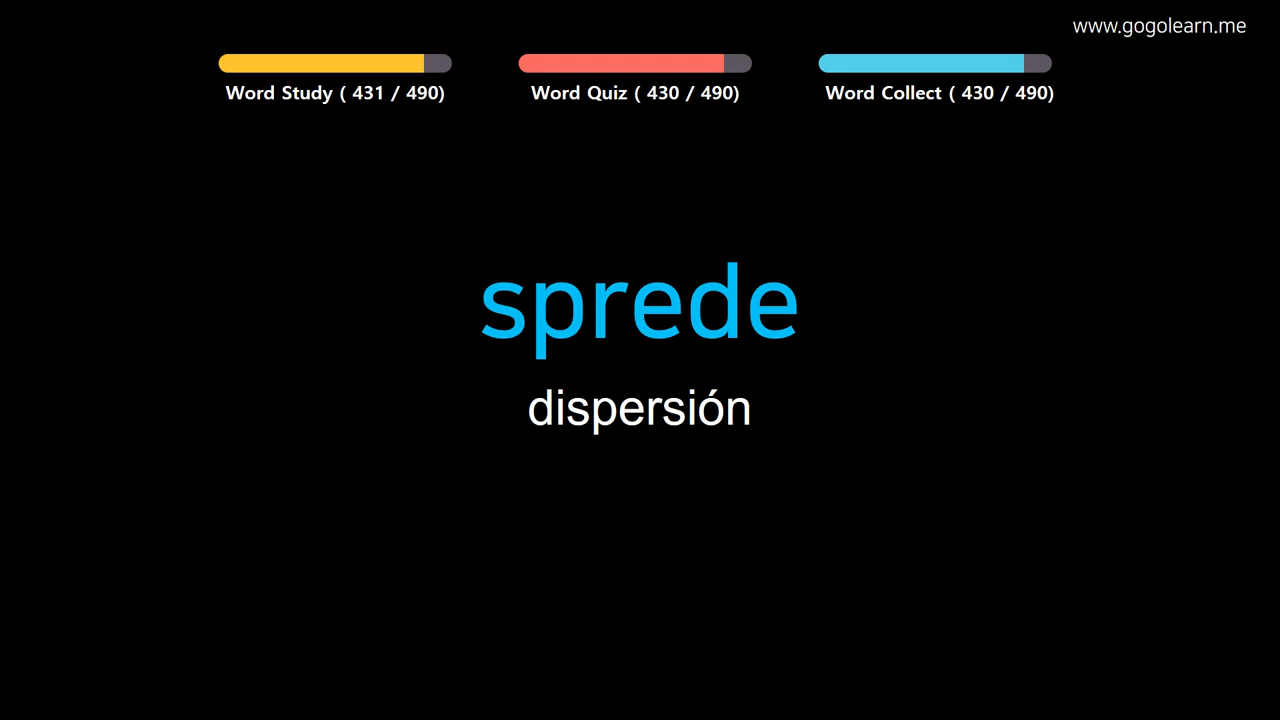 www.gogolearn.me
Word Study ( 431 / 490)
Word Quiz ( 430 / 490)
Word Collect ( 430 / 490)
sprede
dispersión